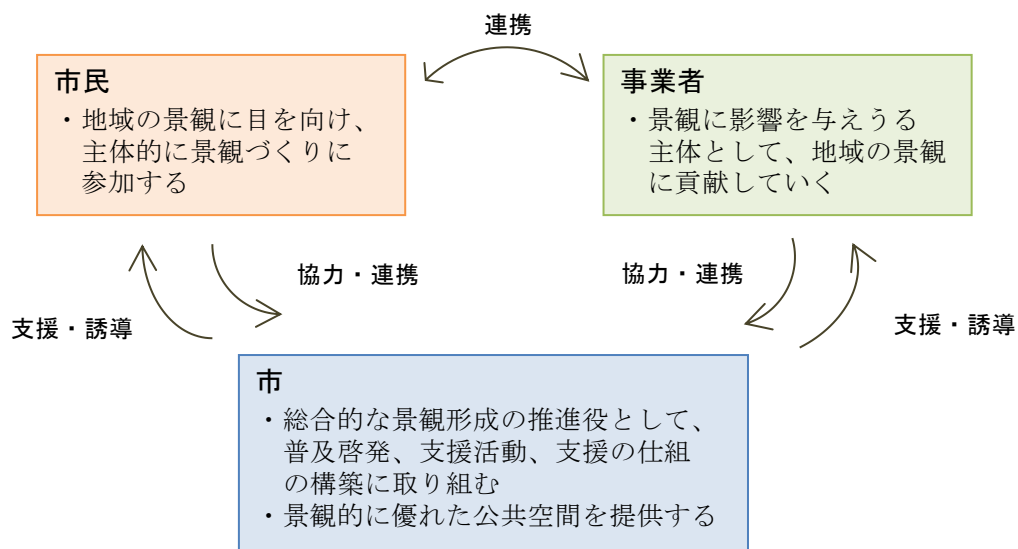 連携
市民
・地域の景観に目を向け、
主体的に景観づくりに
参加する
事業者
・景観に影響を与えうる
主体として、地域の景観
に貢献していく
協力・連携
協力・連携
支援・誘導
支援・誘導
市
・総合的な景観形成の推進役として、
普及啓発、支援活動、支援の仕組
の構築に取り組む
・景観的に優れた公共空間を提供する